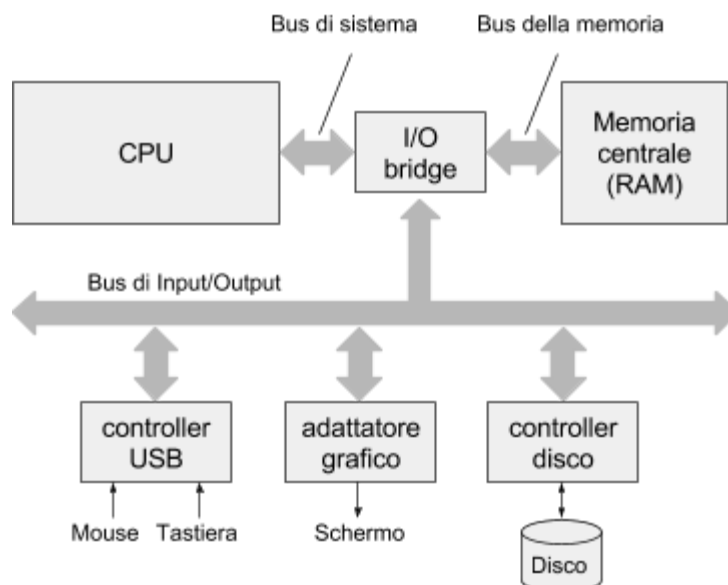 Bus di sistema
Bus della memoria
CPU
I/O
bridge
Memoria
centrale
(RAM)
Bus di Input/Output
controller
USB
adattatore
grafico
controller
disco
Mouse
Tastiera
Schermo
Disco